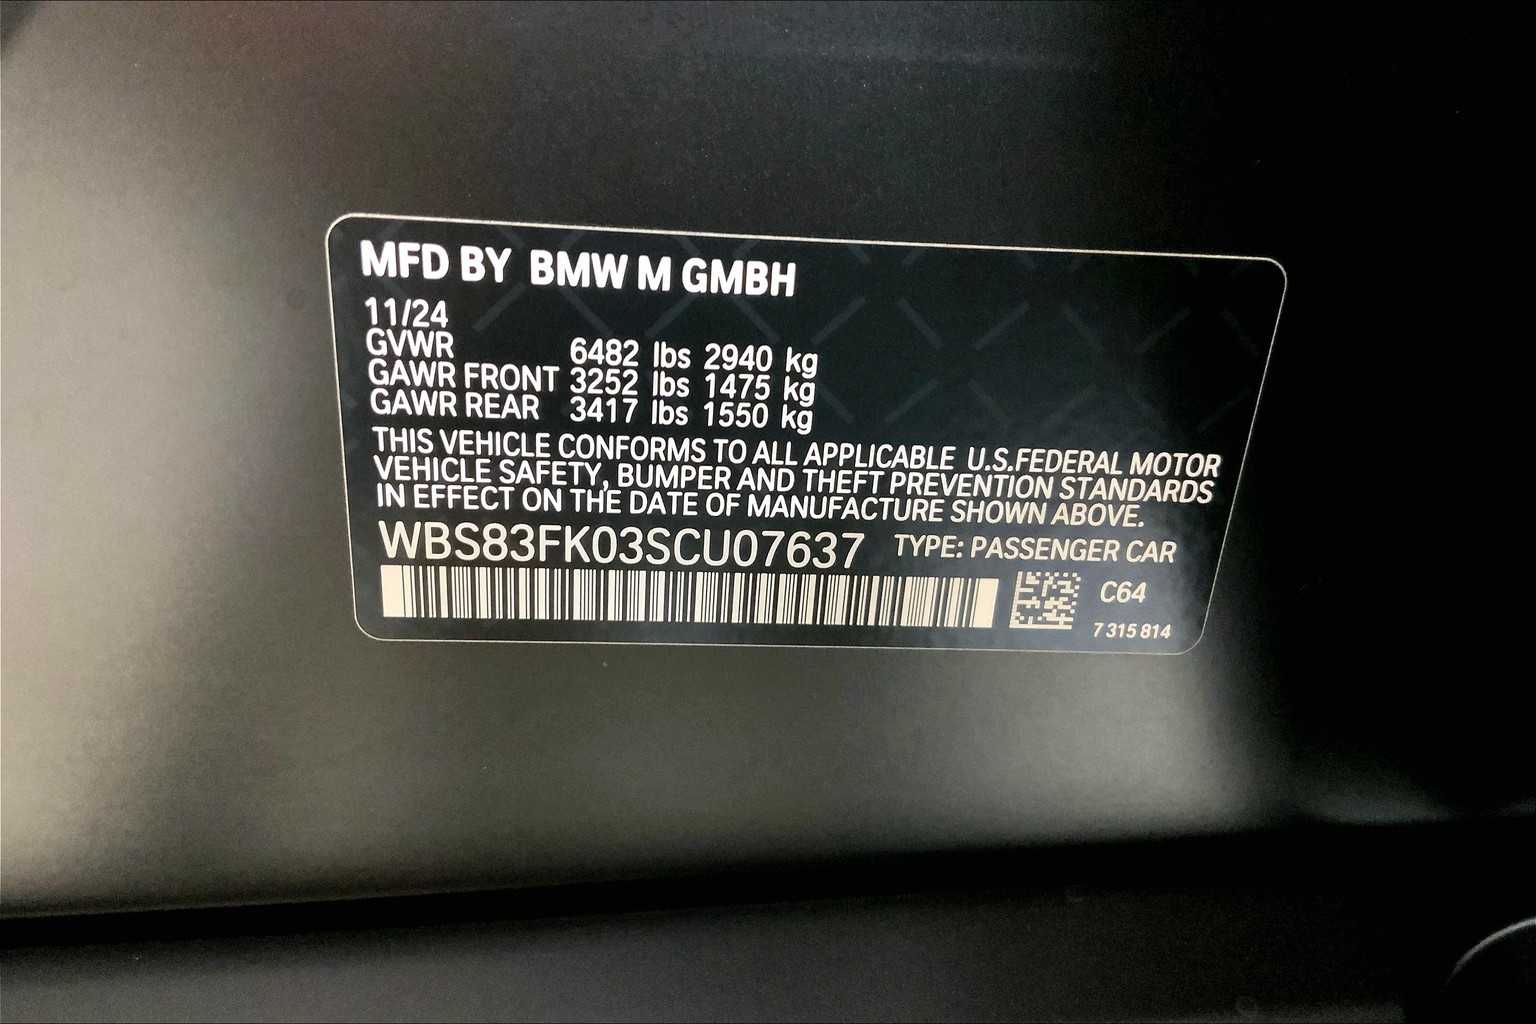 MFD BY BMW M GMBH
11/24
GVWR 6482 lbs 2940 kg
GAWR FRONT 3252 lbs 1475 kg
GAWR REAR 3417 lbs 1550 kg
THIS VEHICLE CONFORMS TO ALL APPLICABLE U.S.FEDERAL MOTOR
VEHICLE SAFETY, BUMPER AND THEFT PREVENTION STANDARDS
IN EFFECT ON THE DATE OF MANUFACTURE SHOWN ABOVE.
WBS83FK03SCU07637 TYPE: PASSENGER CAR
C64
7 315 814